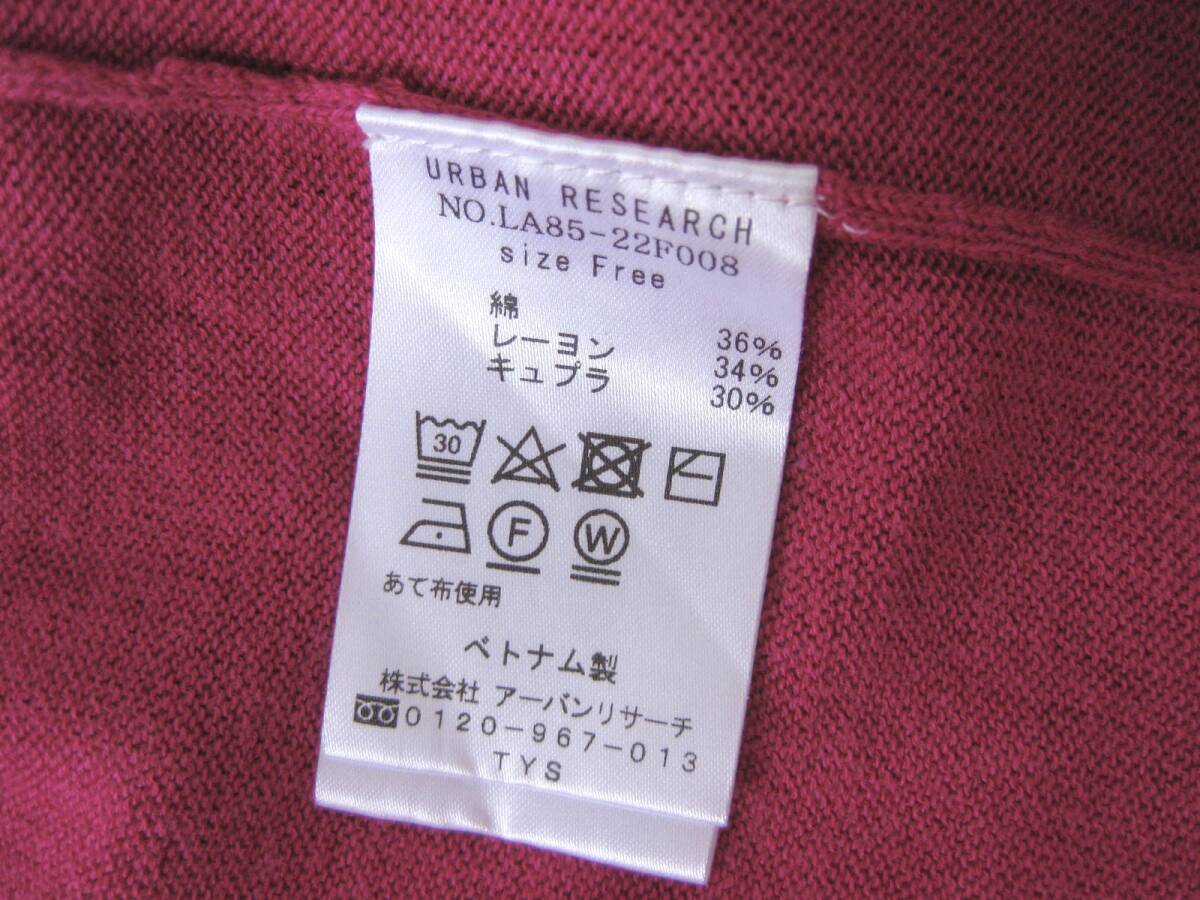 URBAN RESEARCH
NO.LA85-22F008
size Free
綿 36%
レーヨン 34%
キュプラ 30%
30
F W
あて布使用
ベトナム製
株式会社 アーバンリサーチ
0120-967-013
TYS